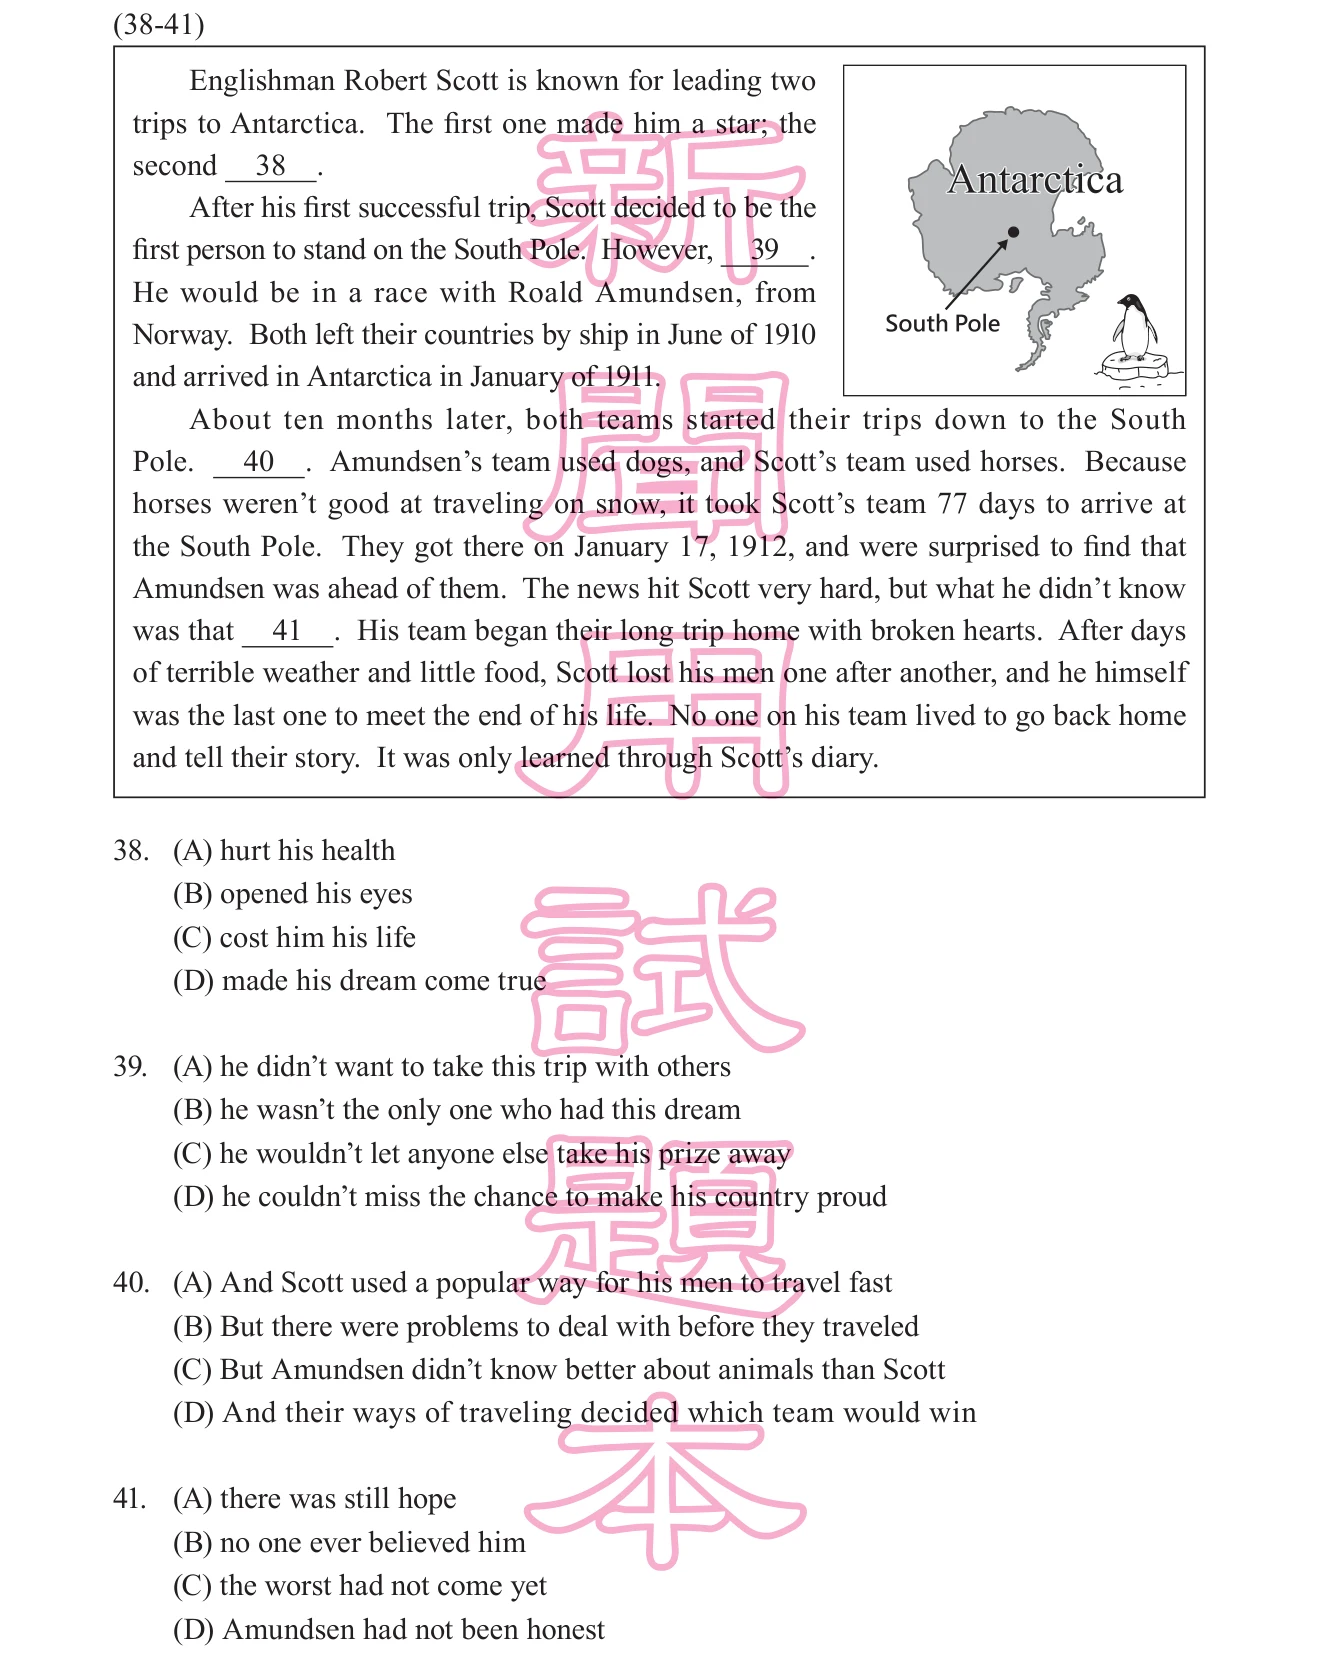 (38-41)
Englishman Robert Scott is known for leading two
trips to Antarctica. The first one made him a star; the
second 38 .
After his first successful trip, Scott decided to be the
first person to stand on the South Pole. However, 39 .
He would be in a race with Roald Amundsen, from
Norway. Both left their countries by ship in June of 1910
and arrived in Antarctica in January of 1911.
Antarctica
South Pole
About ten months later, both teams started their trips down to the South
Pole. 40 . Amundsen’s team used dogs, and Scott’s team used horses. Because
horses weren’t good at traveling on snow, it took Scott’s team 77 days to arrive at
the South Pole. They got there on January 17, 1912, and were surprised to find that
Amundsen was ahead of them. The news hit Scott very hard, but what he didn’t know
was that 41 . His team began their long trip home with broken hearts. After days
of terrible weather and little food, Scott lost his men one after another, and he himself
was the last one to meet the end of his life. No one on his team lived to go back home
and tell their story. It was only learned through Scott’s diary.
38. (A) hurt his health
(B) opened his eyes
(C) cost him his life
(D) made his dream come true
39. (A) he didn’t want to take this trip with others
(B) he wasn’t the only one who had this dream
(C) he wouldn’t let anyone else take his prize away
(D) he couldn’t miss the chance to make his country proud
40. (A) And Scott used a popular way for his men to travel fast
(B) But there were problems to deal with before they traveled
(C) But Amundsen didn’t know better about animals than Scott
(D) And their ways of traveling decided which team would win
41. (A) there was still hope
(B) no one ever believed him
(C) the worst had not come yet
(D) Amundsen had not been honest
新聞用試題本